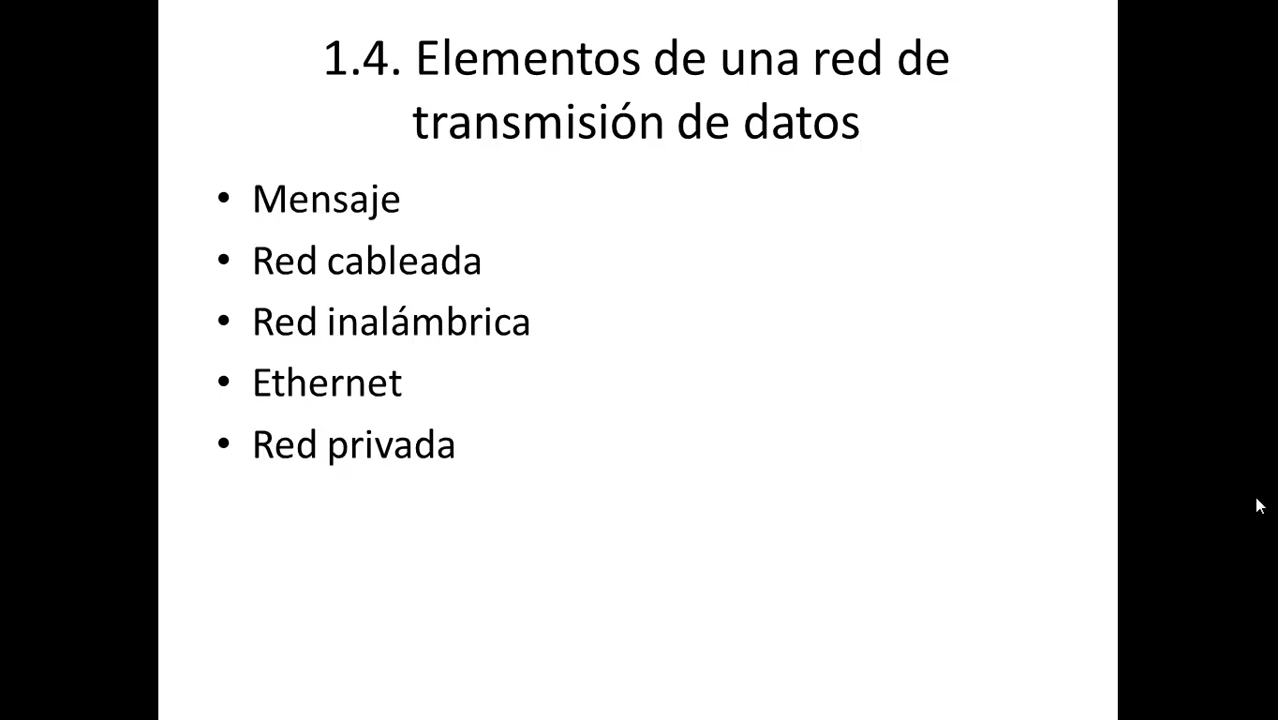 1.4. Elementos de una red de
transmisión de datos
• Mensaje
• Red cableada
• Red inalámbrica
• Ethernet
• Red privada